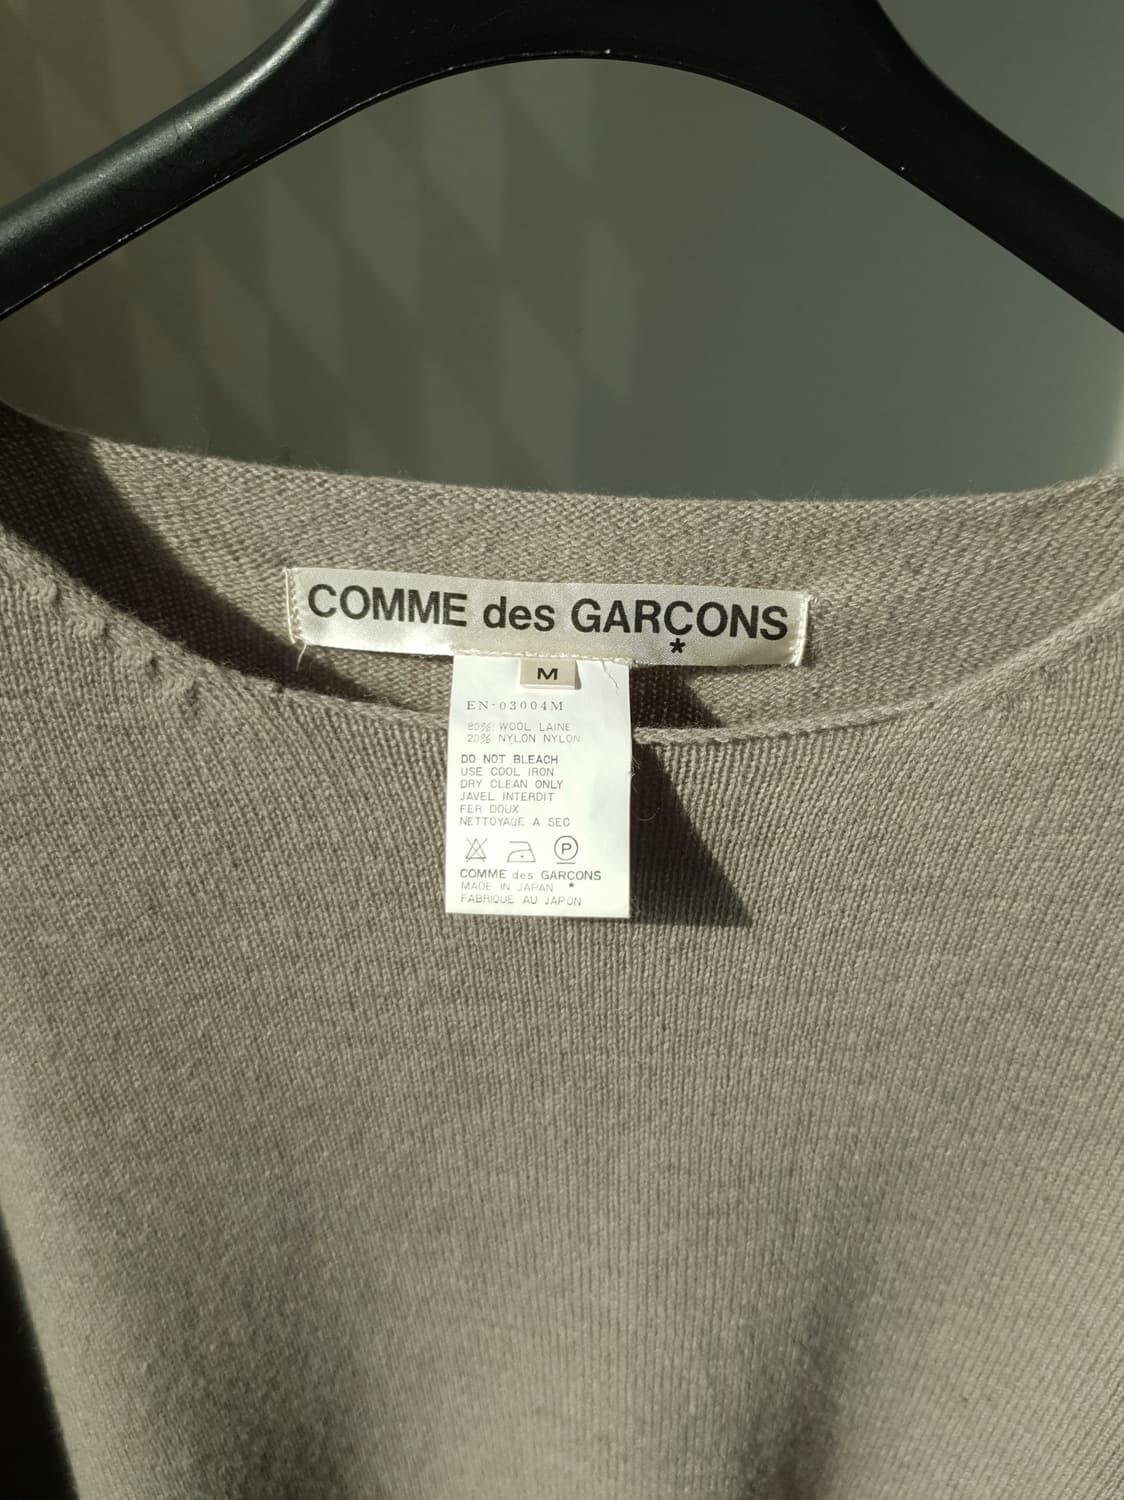 COMME des GARÇONS
*
M
EN-03004M
80% WOOL LAINE
20% NYLON NYLON
DO NOT BLEACH
USE COOL IRON
DRY CLEAN ONLY
JAVEL INTERDIT
FER DOUX
NETTOYAGE A SEC
P
COMME des GARCONS
MADE IN JAPAN *
FABRIQUE AU JAPON